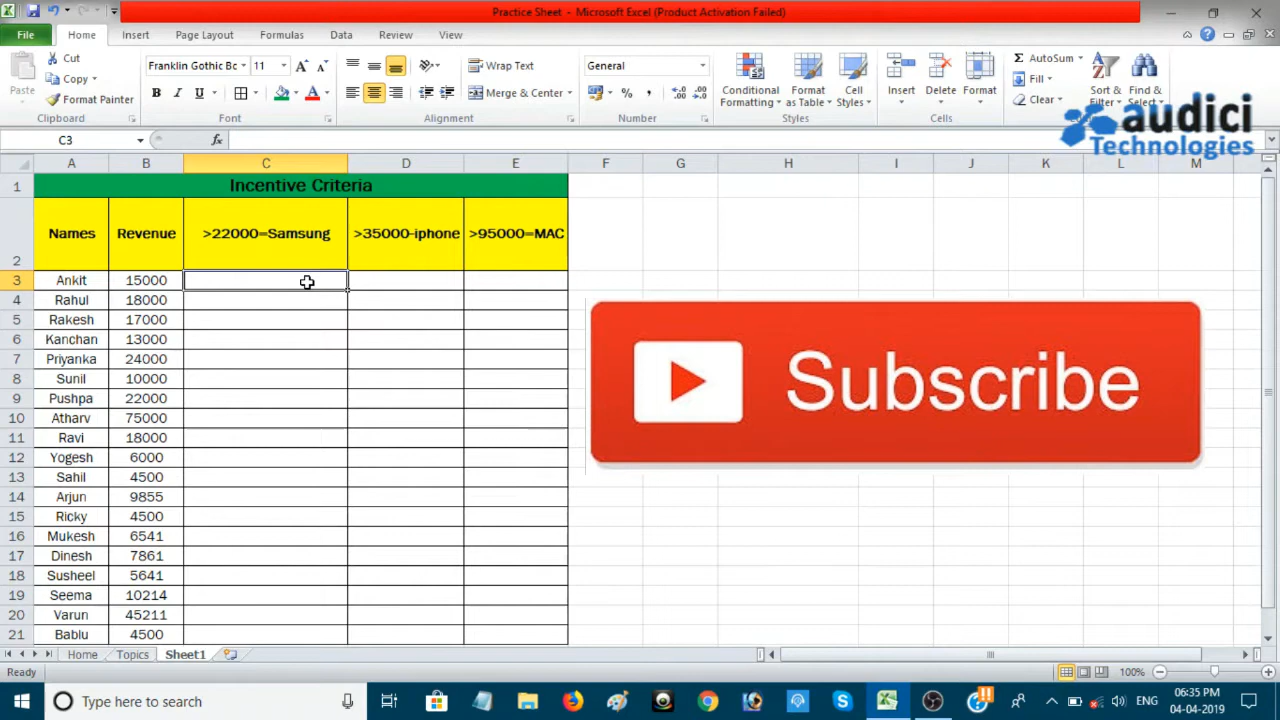 Practice Sheet - Microsoft Excel (Product Activation Failed)
File Home Insert Page Layout Formulas Data Review View
Paste
Cut
Copy
Format Painter
Clipboard
Franklin Gothic Bc 11
B I U
Font
Wrap Text
Merge & Center
Alignment
General
Number
Conditional Formatting
Format as Table
Cell Styles
Styles
Insert Delete Format
Cells
AutoSum
Fill
Clear
Sort & Filter
Find & Select
audici
Technologies
C3 fx
A B C D E F G H I J K L M
1 Incentive Criteria
2 Names Revenue >22000=Samsung >35000-iphone >95000=MAC
3 Ankit 15000
4 Rahul 18000
5 Rakesh 17000
6 Kanchan 13000
7 Priyanka 24000
8 Sunil 10000
9 Pushpa 22000
10 Atharv 75000
11 Ravi 18000
12 Yogesh 6000
13 Sahil 4500
14 Arjun 9855
15 Ricky 4500
16 Mukesh 6541
17 Dinesh 7861
18 Susheel 5641
19 Seema 10214
20 Varun 45211
21 Bablu 4500
Subscribe
Home Topics Sheet1
Ready 100%
Type here to search
ENG
06:35 PM
04-04-2019